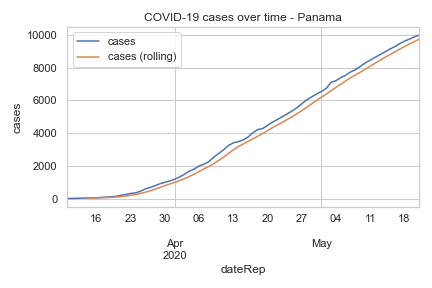 COVID-19 cases over time - Panama
cases
cases (rolling)
cases
10000
8000
6000
4000
2000
0
16 23 30 06 13 20 27 04 11 18
Apr May
2020
dateRep